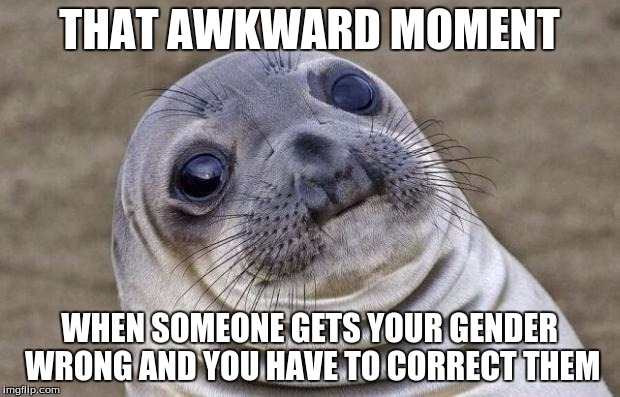 THAT AWKWARD MOMENT
WHEN SOMEONE GETS YOUR GENDER
WRONG AND YOU HAVE TO CORRECT THEM
imgflip.com